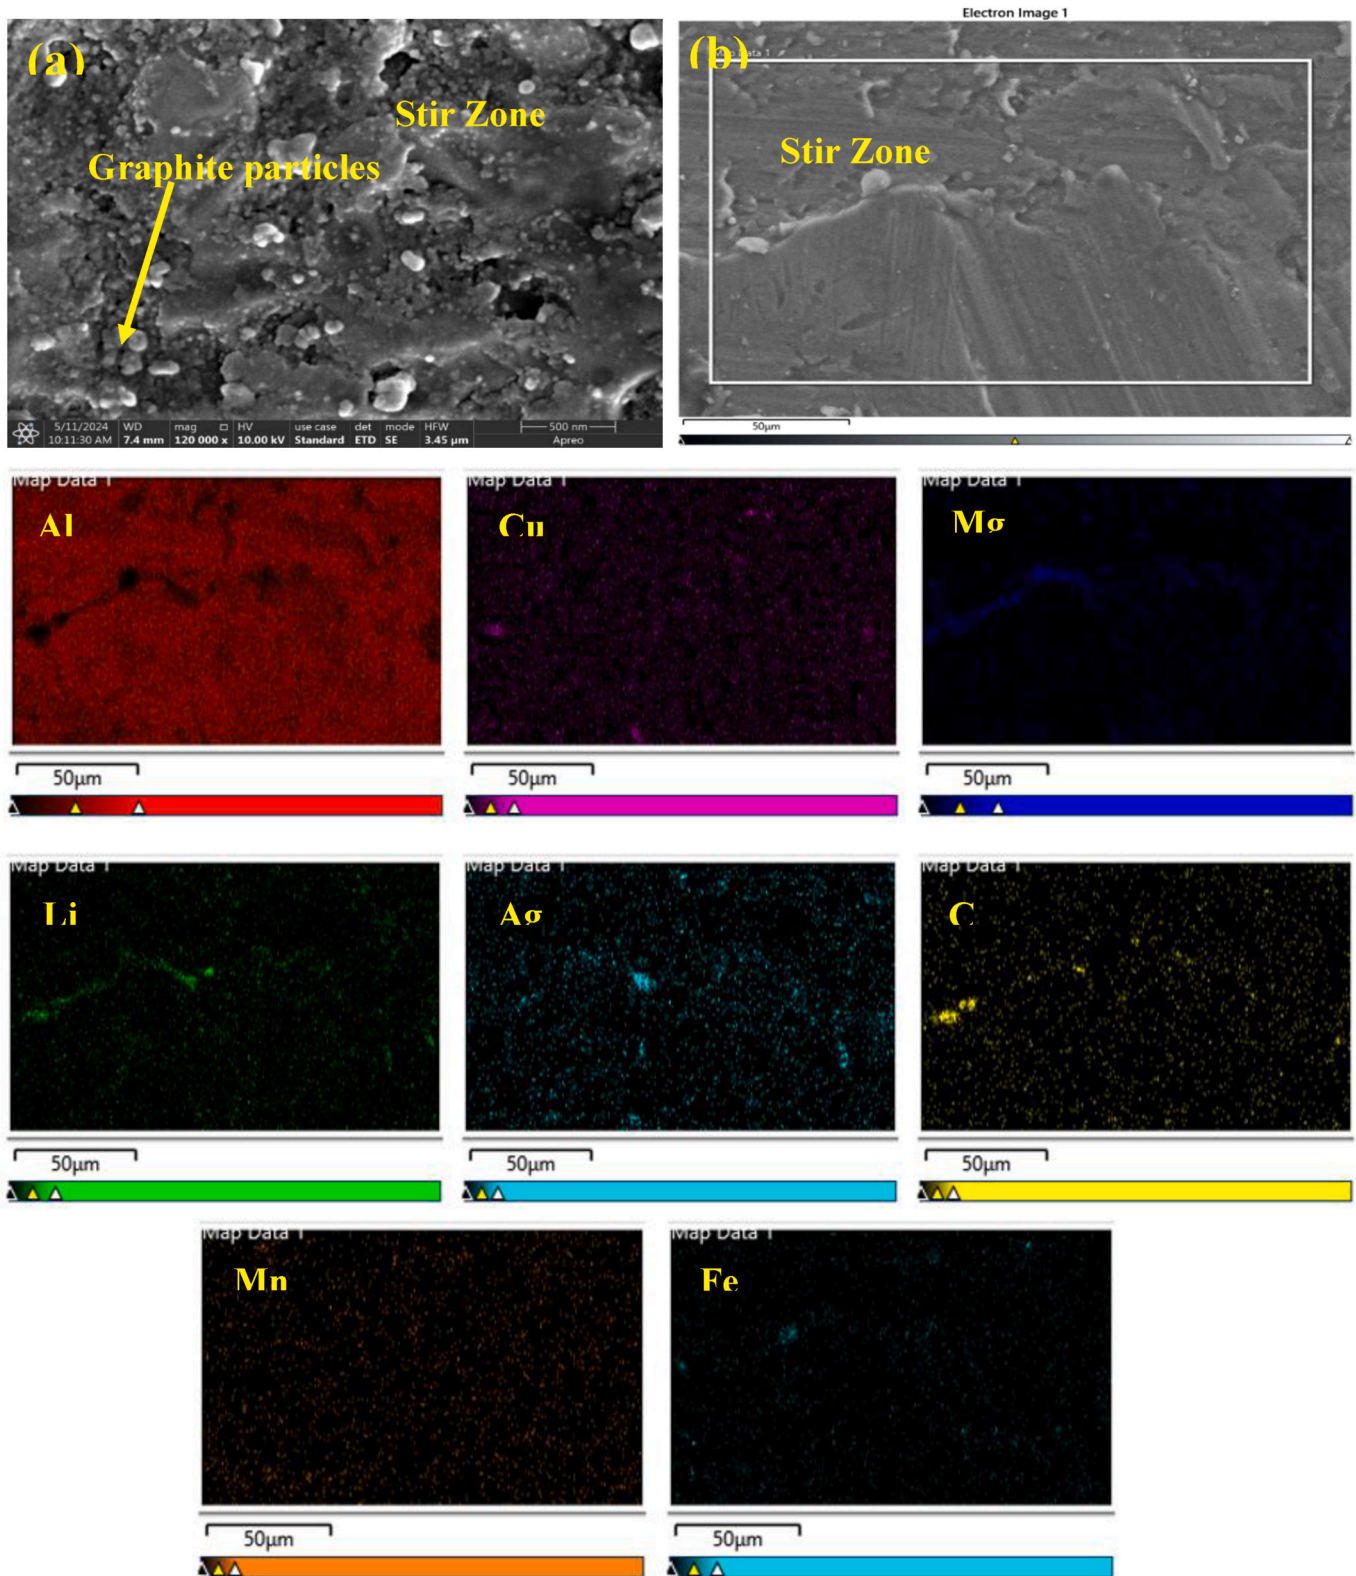 (a)
Stir Zone
Graphite particles
5/11/2024 WD mag □ HV use case det mode HFW 500 nm
10:11:30 AM 7.4 mm 120 000 x 10.00 kV Standard ETD SE 3.45 µm Apreo
Electron Image 1
(b)
Map Data 1
Stir Zone
50µm
Map Data 1
Al
50µm
Map Data 1
Cu
50µm
Map Data 1
Mg
50µm
Map Data 1
Li
50µm
Map Data 1
Ag
50µm
Map Data 1
C
50µm
Map Data 1
Mn
50µm
Map Data 1
Fe
50µm